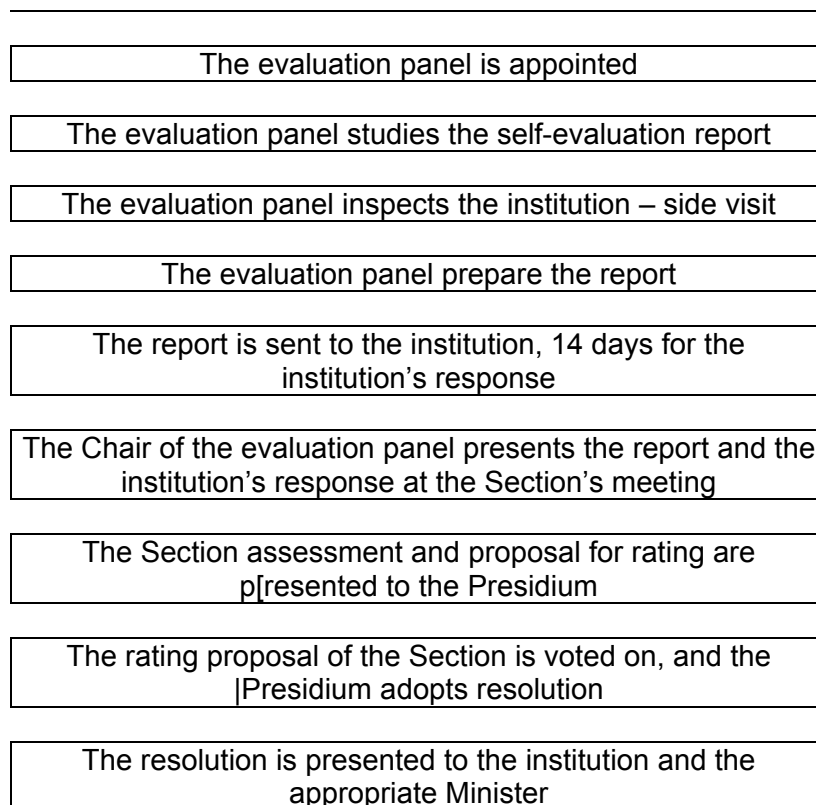 The evaluation panel is appointed
The evaluation panel studies the self-evaluation report
The evaluation panel inspects the institution – side visit
The evaluation panel prepare the report
The report is sent to the institution, 14 days for the
institution’s response
The Chair of the evaluation panel presents the report and the
institution’s response at the Section’s meeting
The Section assessment and proposal for rating are
p[resented to the Presidium
The rating proposal of the Section is voted on, and the
|Presidium adopts resolution
The resolution is presented to the institution and the
appropriate Minister